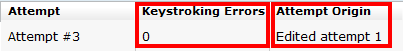 Attempt Keystroking Errors Attempt Origin
Attempt #3 0 Edited attempt 1